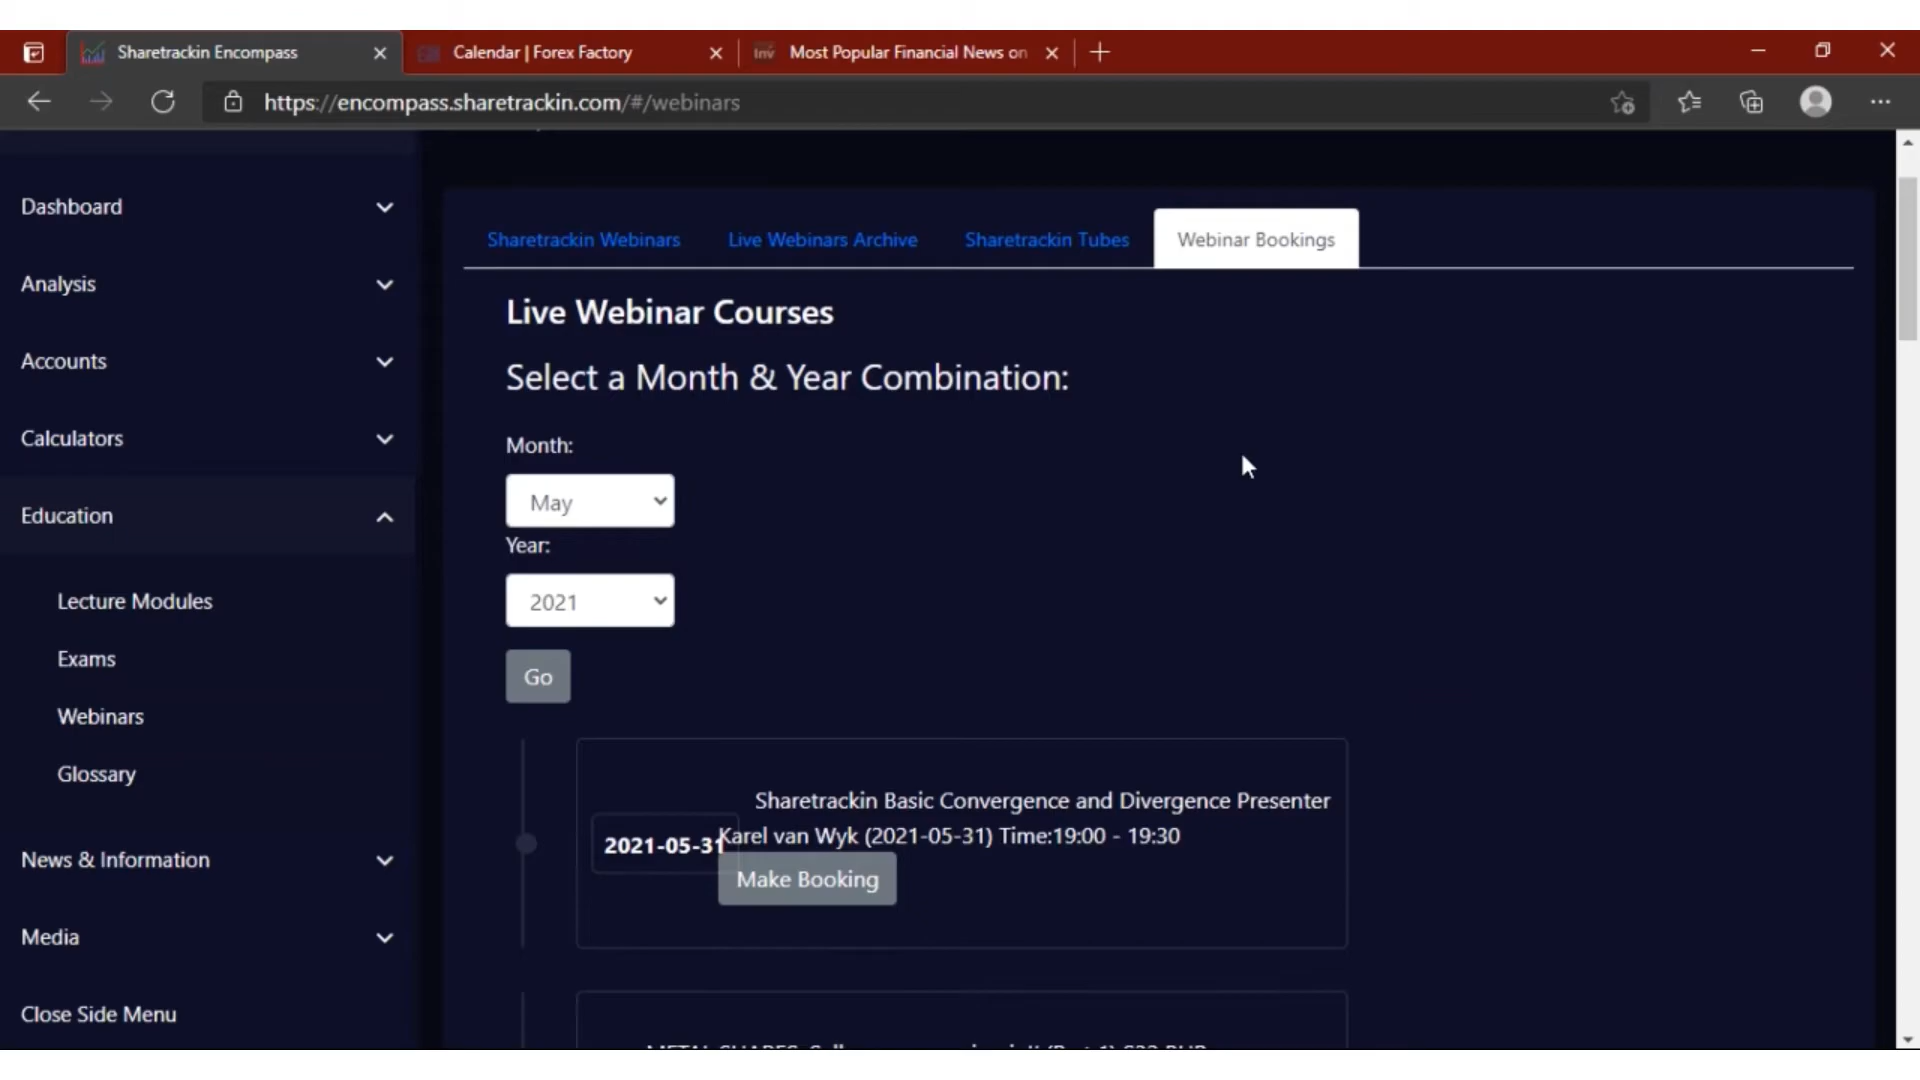 Sharetrackin Encompass
Calendar | Forex Factory
Inv
Most Popular Financial News on
https://encompass.sharetrackin.com/#/webinars
Dashboard
Analysis
Accounts
Calculators
Education
Lecture Modules
Exams
Webinars
Glossary
News & Information
Media
Close Side Menu
Sharetrackin Webinars
Live Webinars Archive
Sharetrackin Tubes
Webinar Bookings
Live Webinar Courses
Select a Month & Year Combination:
Month:
May
Year:
2021
Go
2021-05-31
Sharetrackin Basic Convergence and Divergence Presenter
Karel van Wyk (2021-05-31) Time:19:00 - 19:30
Make Booking